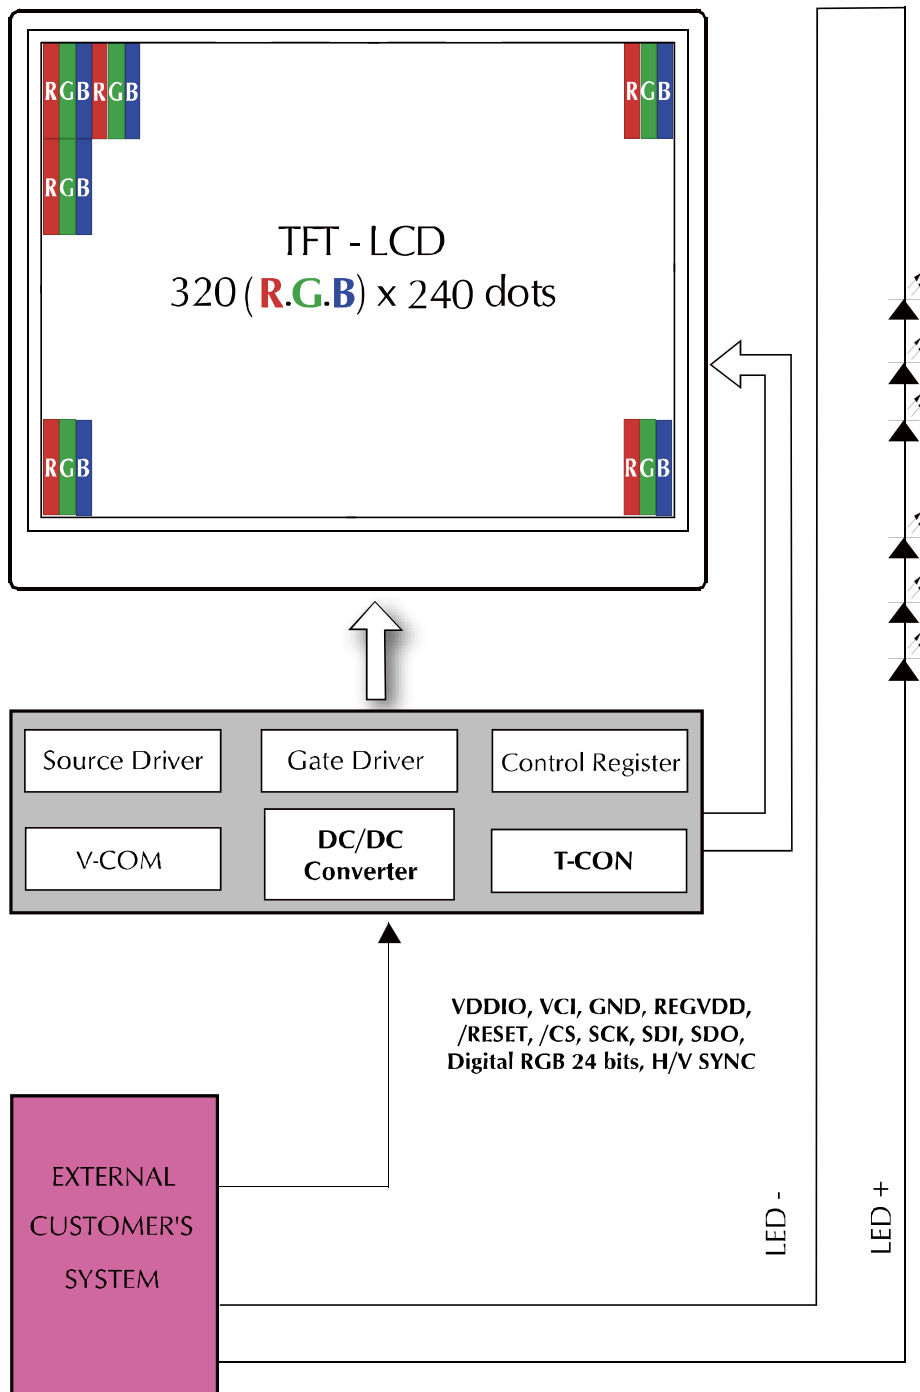 RGBRGB RGB
RGB
TFT - LCD
320 (R.G.B) x 240 dots
RGB RGB
Source Driver Gate Driver Control Register
V-COM DC/DC Converter T-CON
VDDIO, VCI, GND, REGVDD,
/RESET, /CS, SCK, SDI, SDO,
Digital RGB 24 bits, H/V SYNC
EXTERNAL
CUSTOMER'S
SYSTEM
LED -
LED +